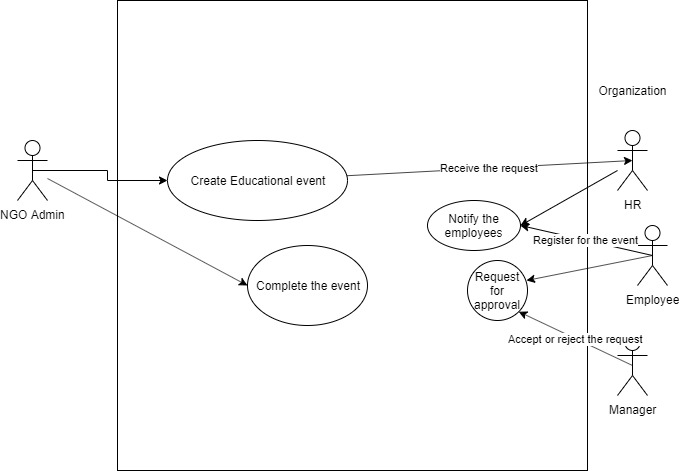 Organization
Receive the request
Create Educational event
HR
NGO Admin
Notify the
employees
Register for the event
Request
for
approval
Complete the event
Employee
Accept or reject the request
Manager